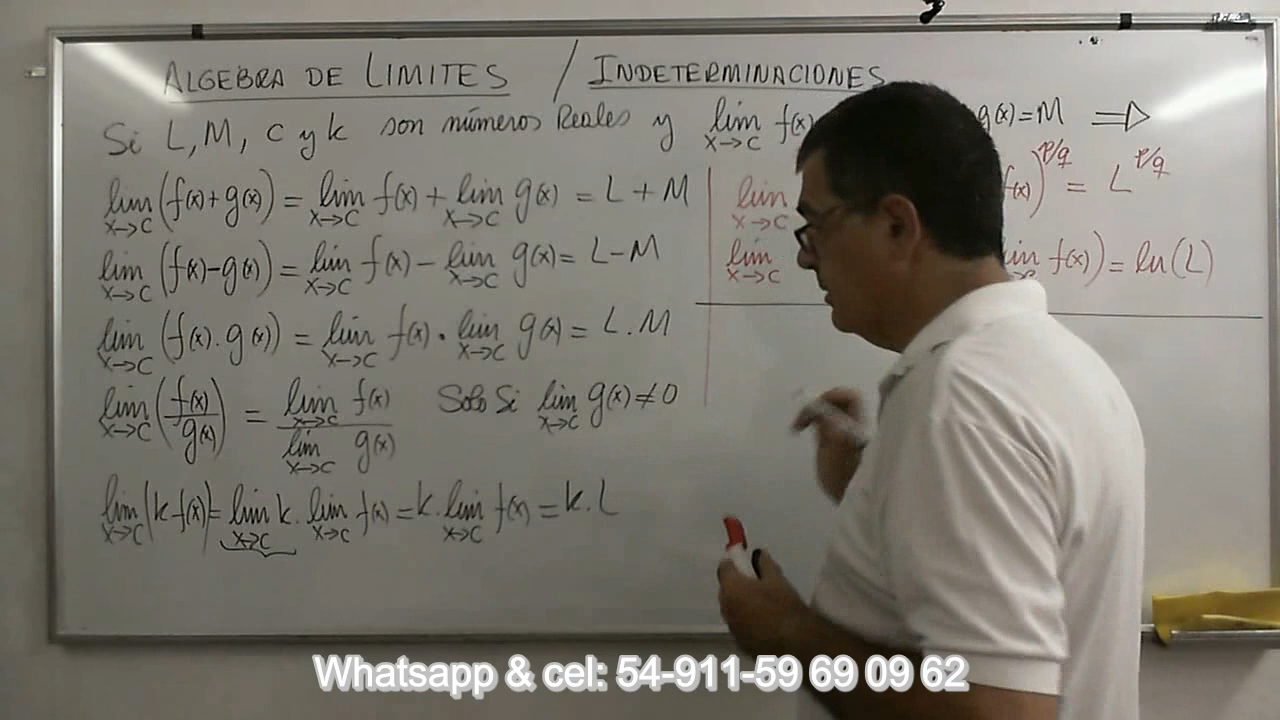 ALGEBRA DE LIMITES / INDETERMINACIONES
Si L, M, C y k son números Reales y lim x→c f(x) g(x) = M ⇒
lim x→c (f(x) + g(x)) = lim x→c f(x) + lim x→c g(x) = L + M
lim x→c (f(x) - g(x)) = lim x→c f(x) - lim x→c g(x) = L - M
lim x→c (f(x) . g(x)) = lim x→c f(x) . lim x→c g(x) = L . M
lim x→c (f(x)/g(x)) = lim x→c f(x) / lim x→c g(x) Solo Si lim x→c g(x) ≠ 0
lim x→c (k f(x)) = lim x→c k . lim x→c f(x) = k . lim x→c f(x) = k . L
lim x→c f(x))^p/q = L^p/q
lim x→c lim f(x)) = ln(L)
Whatsapp & cel: 54-911-59 69 09 62